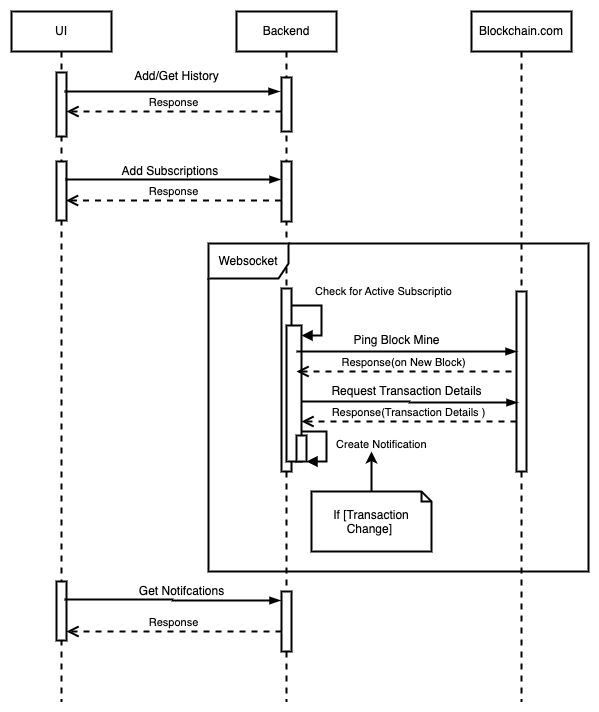 UI
Backend
Blockchain.com
Add/Get History
Response
Add Subscriptions
Response
Websocket
Check for Active Subscriptio
Ping Block Mine
Response(on New Block)
Request Transaction Details
Response(Transaction Details )
Create Notification
If [Transaction
Change]
Get Notifcations
Response